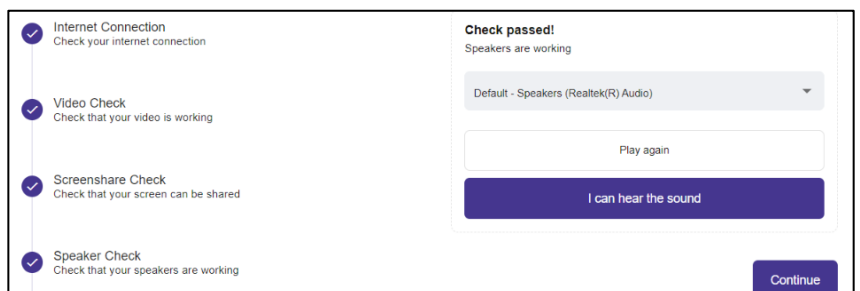 Internet Connection
Check your internet connection
Video Check
Check that your video is working
Screenshare Check
Check that your screen can be shared
Speaker Check
Check that your speakers are working
Check passed!
Speakers are working
Default - Speakers (Realtek(R) Audio)
Play again
I can hear the sound
Continue